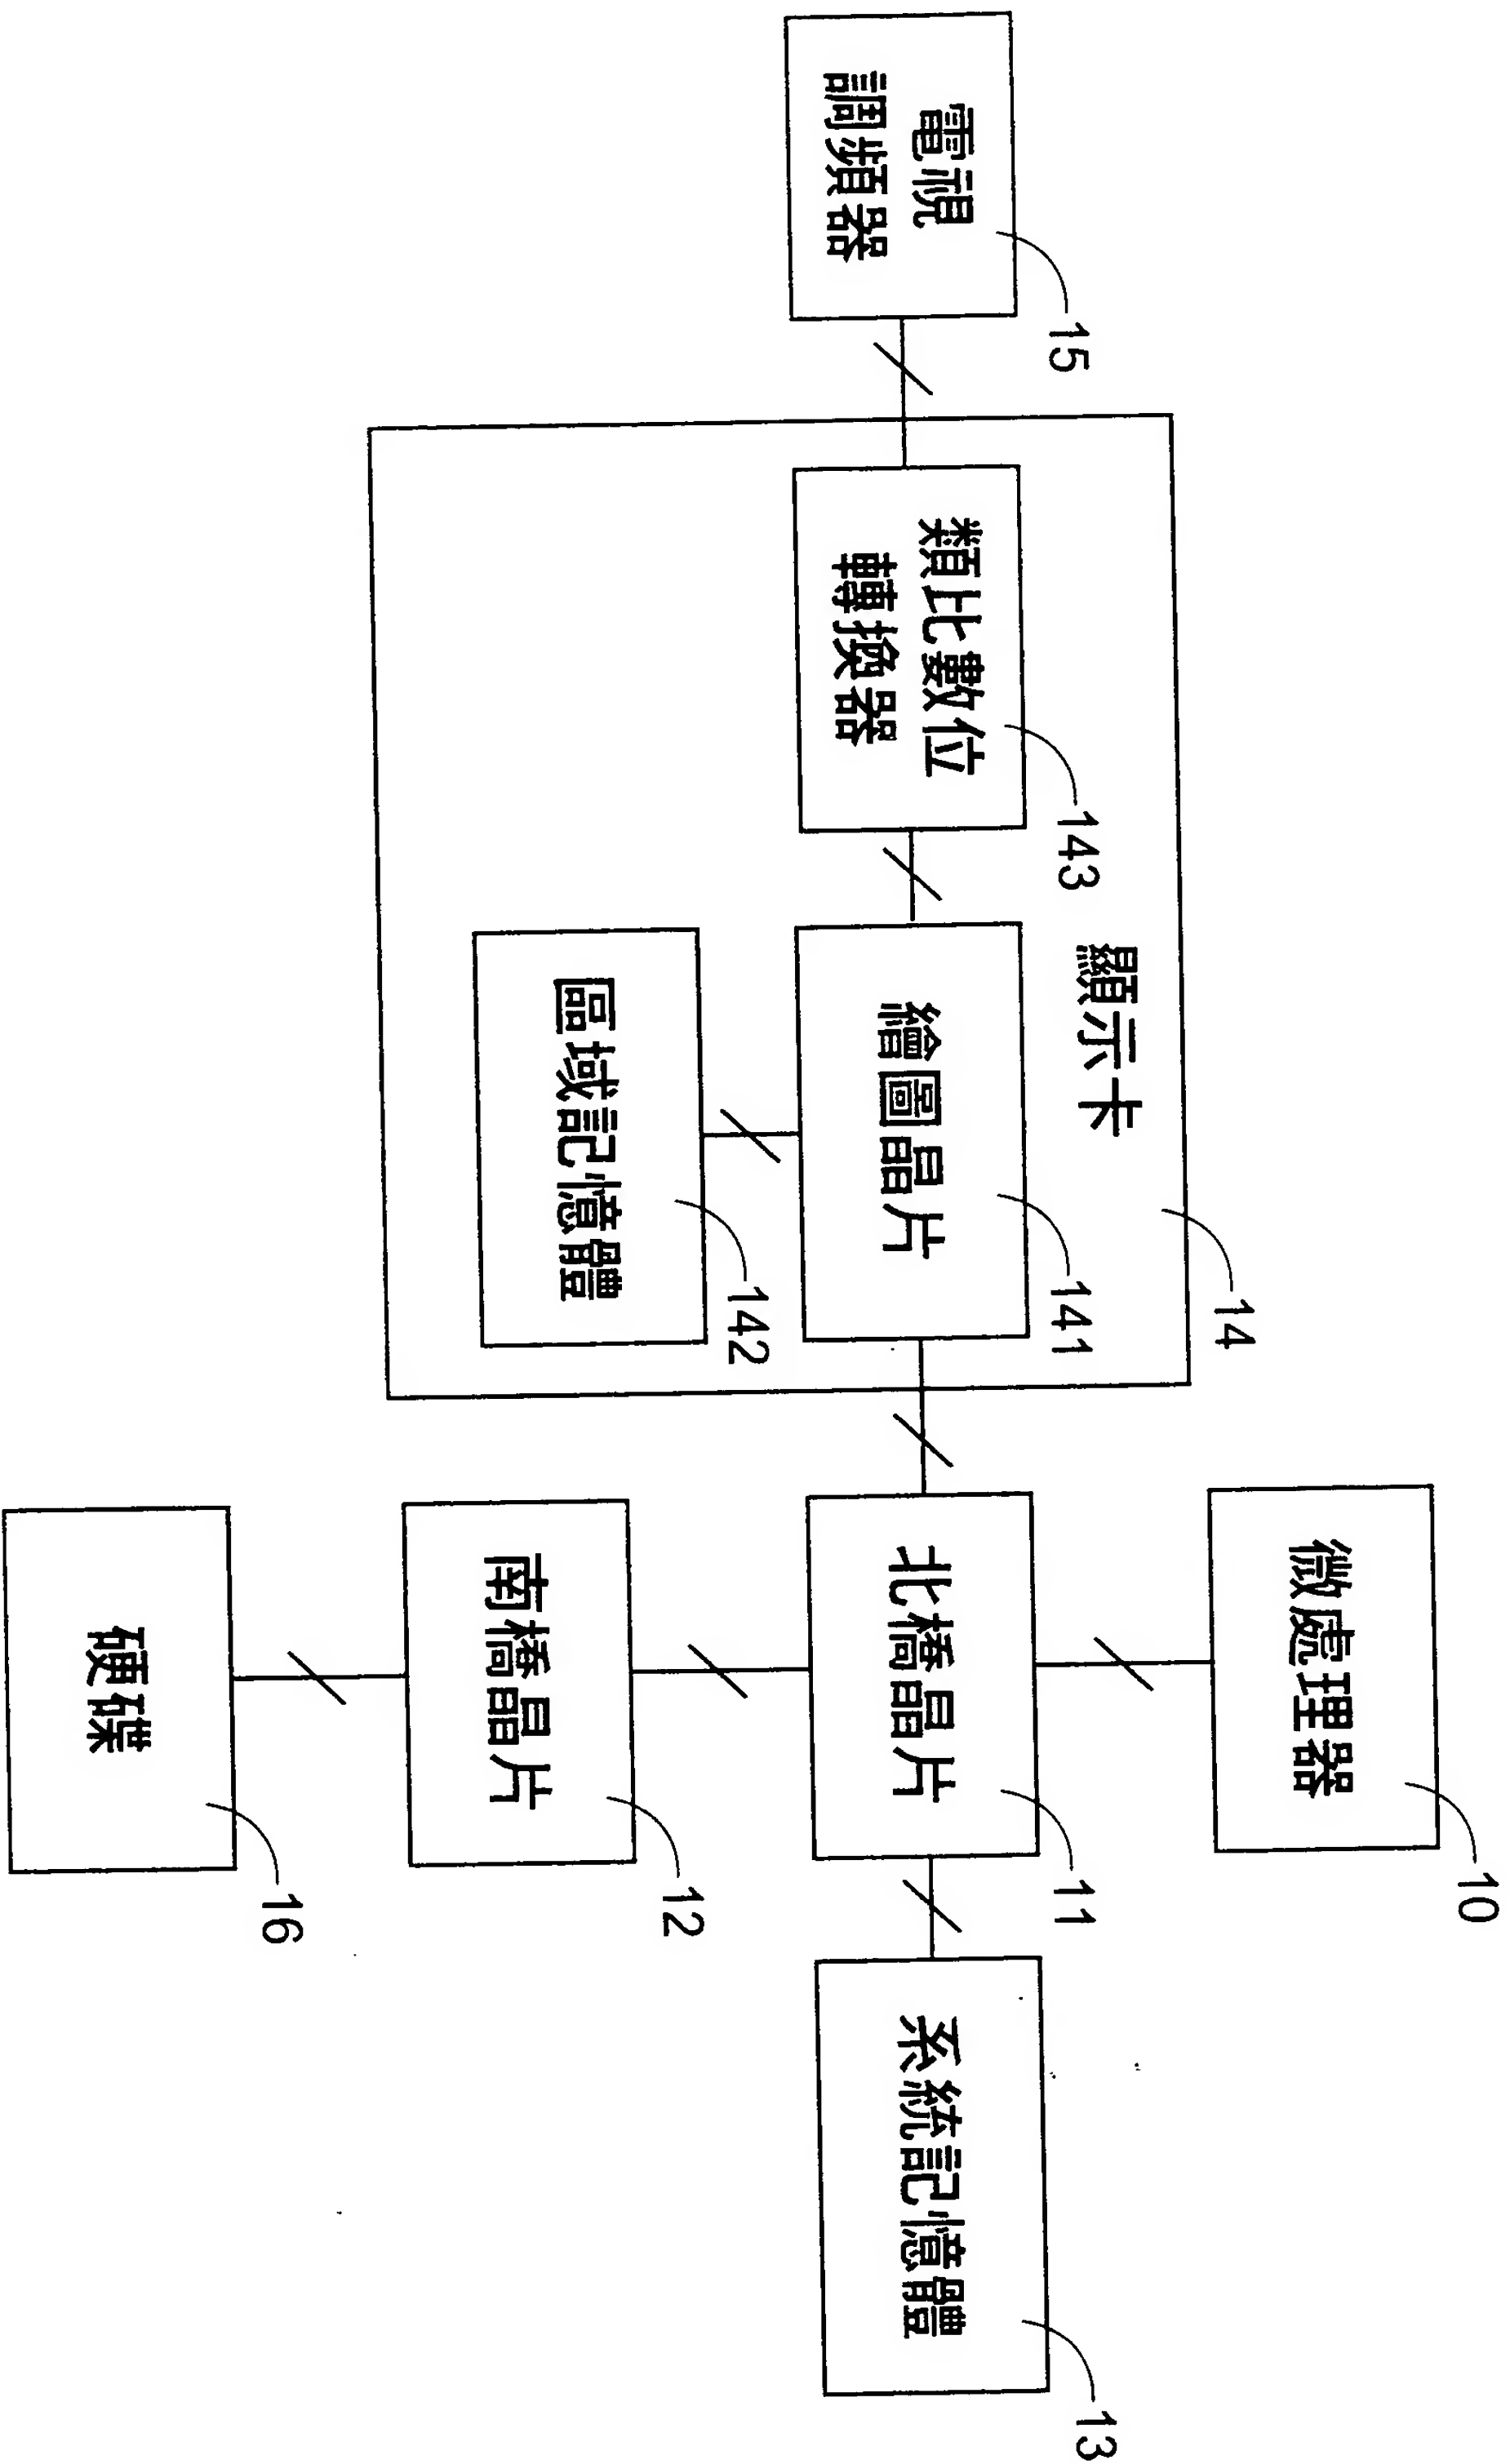 微處理器
10
顯示卡
14
電視
調頻器
15
類比數位
轉換器
143
繪圖晶片
141
北橋晶片
11
系統記憶體
13
區域記憶體
142
南橋晶片
12
硬碟
16